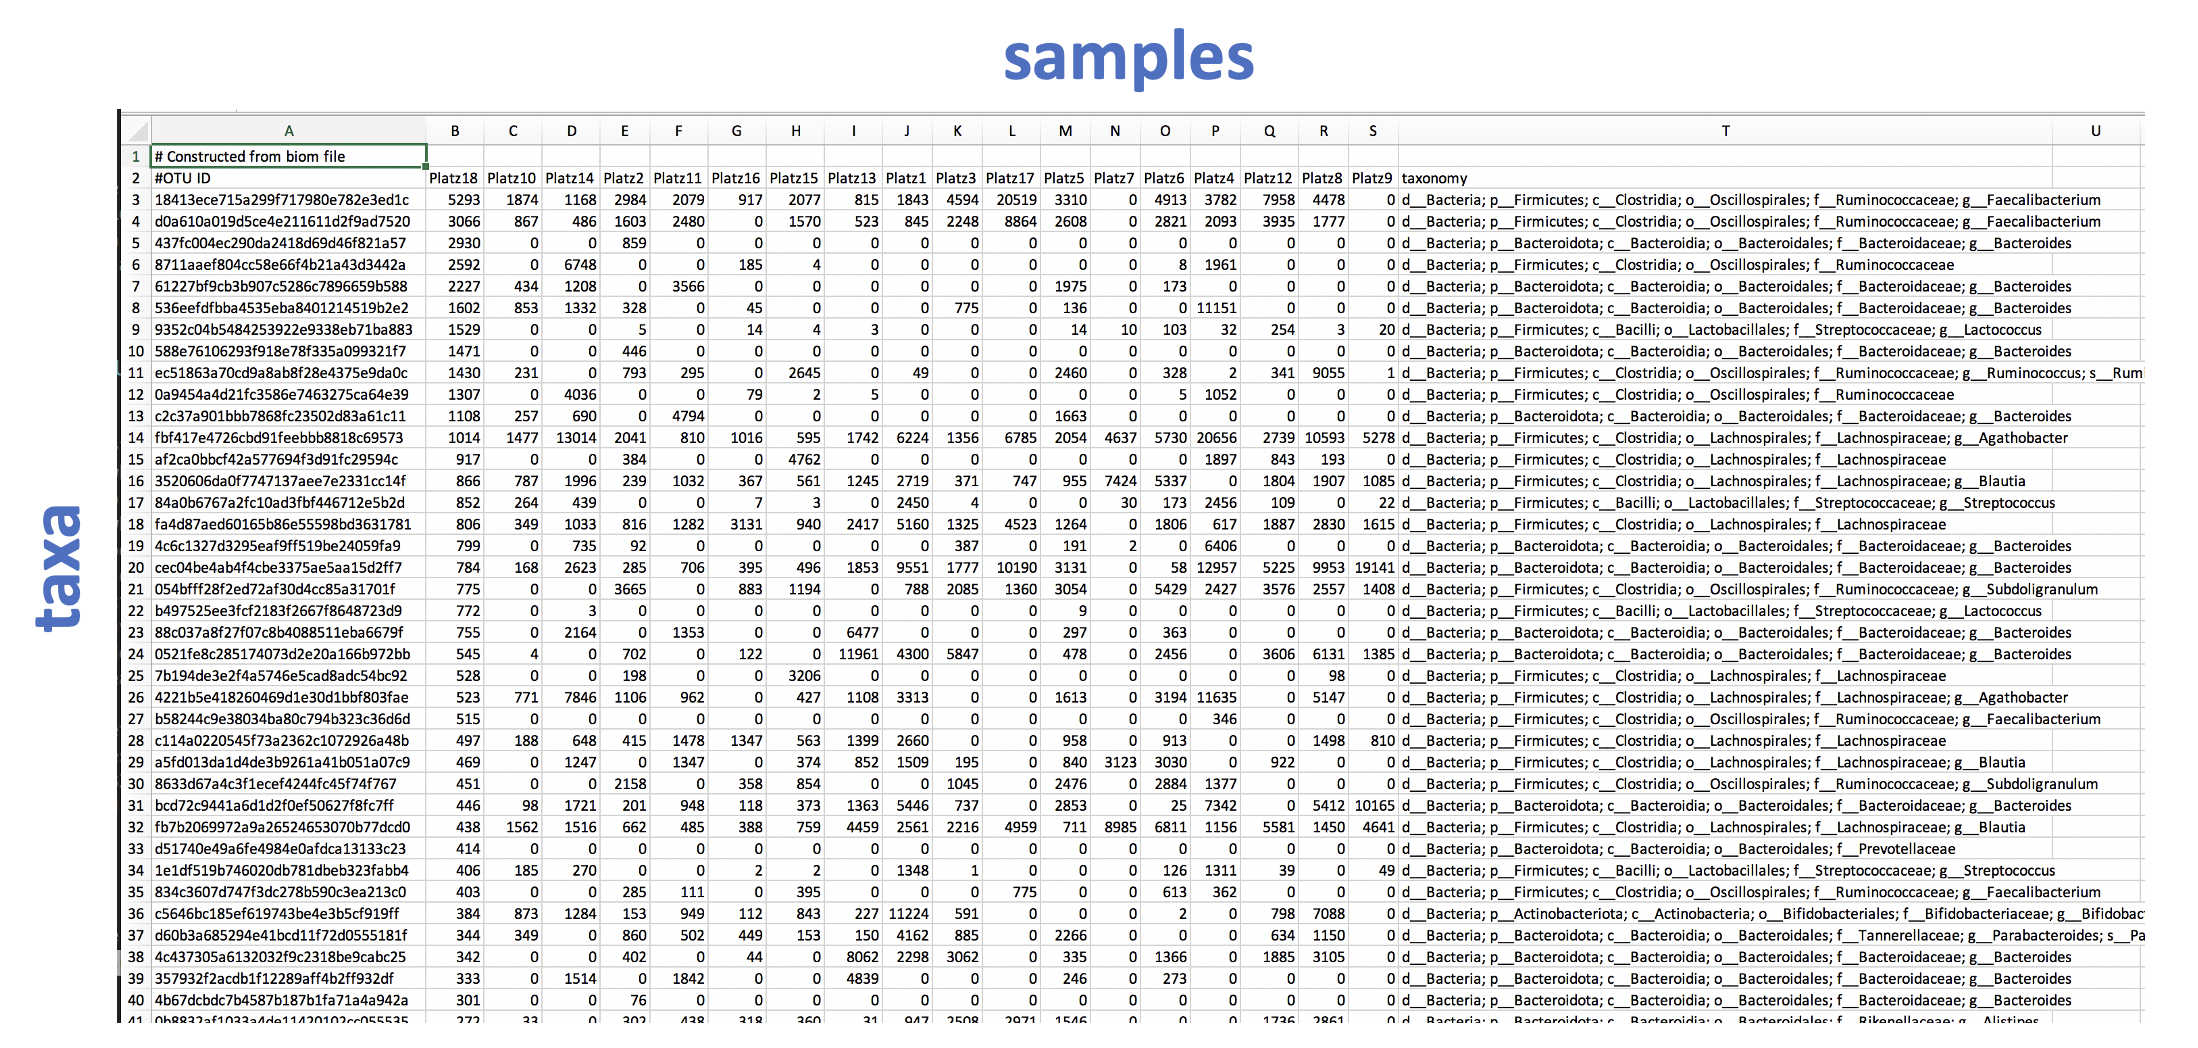 samples
A B C D E F G H I J K L M N O P Q R S T U
1 # Constructed from biom file
2 #OTU ID Platz18 Platz10 Platz14 Platz2 Platz11 Platz16 Platz15 Platz13 Platz1 Platz3 Platz17 Platz5 Platz7 Platz6 Platz4 Platz12 Platz8 Platz9 taxonomy
3 18413ece715a299f717980e782e3ed1c 5293 1874 1168 2984 2079 917 2077 815 1843 4594 20519 3310 0 4913 3782 7958 4478 0 d__Bacteria; p__Firmicutes; c__Clostridia; o__Oscillospirales; f__Ruminococcaceae; g__Faecalibacterium
4 d0a610a019d5ce4e211611d2f9ad7520 3066 867 486 1603 2480 0 1570 523 845 2248 8864 2608 0 2821 2093 3935 1777 0 d__Bacteria; p__Firmicutes; c__Clostridia; o__Oscillospirales; f__Ruminococcaceae; g__Faecalibacterium
5 437fc004ec290da2418d69d46f821a57 2930 0 0 859 0 0 0 0 0 0 0 0 0 0 0 0 0 0 d__Bacteria; p__Bacteroidota; c__Bacteroidia; o__Bacteroidales; f__Bacteroidaceae; g__Bacteroides
6 8711aaef804cc58e66f4b21a43d3442a 2592 0 6748 0 0 185 4 0 0 0 0 0 0 8 1961 0 0 0 d__Bacteria; p__Firmicutes; c__Clostridia; o__Oscillospirales; f__Ruminococcaceae
7 61227bf9cb3b907c5286c7896659b588 2227 434 1208 0 3566 0 0 0 0 0 0 1975 0 173 0 0 0 0 d__Bacteria; p__Bacteroidota; c__Bacteroidia; o__Bacteroidales; f__Bacteroidaceae; g__Bacteroides
8 536eefdfbba4535eba8401214519b2e2 1602 853 1332 328 0 45 0 0 0 775 0 136 0 0 11151 0 0 0 d__Bacteria; p__Bacteroidota; c__Bacteroidia; o__Bacteroidales; f__Bacteroidaceae; g__Bacteroides
9 9352c04b5484253922e9338eb71ba883 1529 0 0 5 0 14 4 3 0 0 0 14 10 103 32 254 3 20 d__Bacteria; p__Firmicutes; c__Bacilli; o__Lactobacillales; f__Streptococcaceae; g__Lactococcus
10 588e76106293f918e78f335a099321f7 1471 0 0 446 0 0 0 0 0 0 0 0 0 0 0 0 0 0 d__Bacteria; p__Bacteroidota; c__Bacteroidia; o__Bacteroidales; f__Bacteroidaceae; g__Bacteroides
11 ec51863a70cd9a8ab8f28e4375e9da0c 1430 231 0 793 295 0 2645 0 49 0 0 2460 0 328 2 341 9055 1 d__Bacteria; p__Firmicutes; c__Clostridia; o__Oscillospirales; f__Ruminococcaceae; g__Ruminococcus; s__Rum
12 0a9454a4d21fc3586e7463275ca64e39 1307 0 4036 0 0 79 2 5 0 0 0 0 0 5 1052 0 0 0 d__Bacteria; p__Firmicutes; c__Clostridia; o__Oscillospirales; f__Ruminococcaceae
13 c2c37a901bbb7868fc23502d83a61c11 1108 257 690 0 4794 0 0 0 0 0 0 1663 0 0 0 0 0 0 d__Bacteria; p__Bacteroidota; c__Bacteroidia; o__Bacteroidales; f__Bacteroidaceae; g__Bacteroides
14 fbf417e4726cbd91feebbb8818c69573 1014 1477 13014 2041 810 1016 595 1742 6224 1356 6785 2054 4637 5730 20656 2739 10593 5278 d__Bacteria; p__Firmicutes; c__Clostridia; o__Lachnospirales; f__Lachnospiraceae; g__Agathobacter
15 af2ca0bbcf42a577694f3d91fc29594c 917 0 0 384 0 0 4762 0 0 0 0 0 0 0 1897 843 193 0 d__Bacteria; p__Firmicutes; c__Clostridia; o__Lachnospirales; f__Lachnospiraceae
16 3520606da0f7747137aee7e2331cc14f 866 787 1996 239 1032 367 561 1245 2719 371 747 955 7424 5337 0 1804 1907 1085 d__Bacteria; p__Firmicutes; c__Clostridia; o__Lachnospirales; f__Lachnospiraceae; g__Blautia
17 84a0b6767a2fc10ad3fbf446712e5b2d 852 264 439 0 0 7 3 0 2450 4 0 0 30 173 2456 109 0 22 d__Bacteria; p__Firmicutes; c__Bacilli; o__Lactobacillales; f__Streptococcaceae; g__Streptococcus
18 fa4d87aed60165b86e55598bd3631781 806 349 1033 816 1282 3131 940 2417 5160 1325 4523 1264 0 1806 617 1887 2830 1615 d__Bacteria; p__Firmicutes; c__Clostridia; o__Lachnospirales; f__Lachnospiraceae
19 4c6c1327d3295eaf9ff519be24059fa9 799 0 735 92 0 0 0 0 0 387 0 191 2 0 6406 0 0 0 d__Bacteria; p__Bacteroidota; c__Bacteroidia; o__Bacteroidales; f__Bacteroidaceae; g__Bacteroides
20 cec04be4ab4f4cbe3375ae5aa15d2ff7 784 168 2623 285 706 395 496 1853 9551 1777 10190 3131 0 58 12957 5225 9953 19141 d__Bacteria; p__Bacteroidota; c__Bacteroidia; o__Bacteroidales; f__Bacteroidaceae; g__Bacteroides
21 054bfff28f2ed72af30d4cc85a31701f 775 0 0 3665 0 883 1194 0 788 2085 1360 3054 0 5429 2427 3576 2557 1408 d__Bacteria; p__Firmicutes; c__Clostridia; o__Oscillospirales; f__Ruminococcaceae; g__Subdoligranulum
22 b497525ee3fcf2183f2667f8648723d9 772 0 3 0 0 0 0 0 0 0 0 9 0 0 0 0 0 0 d__Bacteria; p__Firmicutes; c__Bacilli; o__Lactobacillales; f__Streptococcaceae; g__Lactococcus
23 88c037a8f27f07c8b4088511eba6679f 755 0 2164 0 1353 0 0 6477 0 0 0 297 0 363 0 0 0 0 d__Bacteria; p__Bacteroidota; c__Bacteroidia; o__Bacteroidales; f__Bacteroidaceae; g__Bacteroides
24 0521fe8c285174073d2e20a166b972bb 545 4 0 702 0 122 0 11961 4300 5847 0 478 0 2456 0 3606 6131 1385 d__Bacteria; p__Bacteroidota; c__Bacteroidia; o__Bacteroidales; f__Bacteroidaceae; g__Bacteroides
25 7b194de3e2f4a5746e5cad8adc54bc92 528 0 0 198 0 0 3206 0 0 0 0 0 0 0 0 0 98 0 d__Bacteria; p__Firmicutes; c__Clostridia; o__Lachnospirales; f__Lachnospiraceae
26 4221b5e418260469d1e30d1bbf803fae 523 771 7846 1106 962 0 427 1108 3313 0 0 1613 0 3194 11635 0 5147 0 d__Bacteria; p__Firmicutes; c__Clostridia; o__Lachnospirales; f__Lachnospiraceae; g__Agathobacter
27 b58244c9e38034ba80c794b323c36d6d 515 0 0 0 0 0 0 0 0 0 0 0 0 0 346 0 0 0 d__Bacteria; p__Firmicutes; c__Clostridia; o__Oscillospirales; f__Ruminococcaceae; g__Faecalibacterium
28 c114a0220545f73a2362c1072926a48b 497 188 648 415 1478 1347 563 1399 2660 0 0 958 0 913 0 0 1498 810 d__Bacteria; p__Firmicutes; c__Clostridia; o__Lachnospirales; f__Lachnospiraceae
29 a5fd013da1d4de3b9261a41b051a07c9 469 0 1247 0 1347 0 374 852 1509 195 0 840 3123 3030 0 922 0 0 d__Bacteria; p__Firmicutes; c__Clostridia; o__Lachnospirales; f__Lachnospiraceae; g__Blautia
30 8633d67a4c3f1ecef4244fc45f74f767 451 0 0 2158 0 358 854 0 0 1045 0 2476 0 2884 1377 0 0 0 d__Bacteria; p__Firmicutes; c__Clostridia; o__Oscillospirales; f__Ruminococcaceae; g__Subdoligranulum
31 bcd72c9441a6d1d2f0ef50627f8fc7ff 446 98 1721 201 948 118 373 1363 5446 737 0 2853 0 25 7342 0 5412 10165 d__Bacteria; p__Bacteroidota; c__Bacteroidia; o__Bacteroidales; f__Bacteroidaceae; g__Bacteroides
32 fb7b2069972a9a26524653070b77dcd0 438 1562 1516 662 485 388 759 4459 2561 2216 4959 711 8985 6811 1156 5581 1450 4641 d__Bacteria; p__Firmicutes; c__Clostridia; o__Lachnospirales; f__Lachnospiraceae; g__Blautia
33 d51740e49a6fe4984e0afdca13133c23 414 0 0 0 0 0 0 0 0 0 0 0 0 0 0 0 0 0 d__Bacteria; p__Bacteroidota; c__Bacteroidia; o__Bacteroidales; f__Prevotellaceae
34 1e1df519b746020db781dbeb323fabb4 406 185 270 0 0 2 2 0 1348 1 0 0 0 126 1311 39 0 49 d__Bacteria; p__Firmicutes; c__Bacilli; o__Lactobacillales; f__Streptococcaceae; g__Streptococcus
35 834c3607d747f3dc278b590c3ea213c0 403 0 0 285 111 0 395 0 0 0 775 0 0 613 362 0 0 0 d__Bacteria; p__Firmicutes; c__Clostridia; o__Oscillospirales; f__Ruminococcaceae; g__Faecalibacterium
36 c5646bc185ef619743be4e3b5cf919ff 384 873 1284 153 949 112 843 227 11224 591 0 0 0 2 0 798 7088 0 d__Bacteria; p__Actinobacteriota; c__Actinobacteria; o__Bifidobacteriales; f__Bifidobacteriaceae; g__Bifidobac
37 d60b3a685294e41bcd11f72d0555181f 344 349 0 860 502 449 153 150 4162 885 0 2266 0 0 0 634 1150 0 d__Bacteria; p__Bacteroidota; c__Bacteroidia; o__Bacteroidales; f__Tannerellaceae; g__Parabacteroides; s__Pa
38 4c437305a6132032f9c2318be9cabc25 342 0 0 402 0 44 0 8062 2298 3062 0 335 0 1366 0 1885 3105 0 d__Bacteria; p__Bacteroidota; c__Bacteroidia; o__Bacteroidales; f__Bacteroidaceae; g__Bacteroides
39 357932f2acdb1f12289aff4b2ff932df 333 0 1514 0 1842 0 0 4839 0 0 0 246 0 273 0 0 0 0 d__Bacteria; p__Bacteroidota; c__Bacteroidia; o__Bacteroidales; f__Bacteroidaceae; g__Bacteroides
40 4b67dcbdc7b4587b187b1fa71a4a942a 301 0 0 76 0 0 0 0 0 0 0 0 0 0 0 0 0 0 d__Bacteria; p__Bacteroidota; c__Bacteroidia; o__Bacteroidales; f__Bacteroidaceae; g__Bacteroides
41 0b8832af1033a4de11420102cc055535 272 33 0 302 438 318 360 31 947 2508 2971 1546 0 0 0 1736 2861 0 d__Bacteria; p__Bacteroidota; c__Bacteroidia; o__Bacteroidales; f__Rikenellaceae; g__Alistipes
taxa